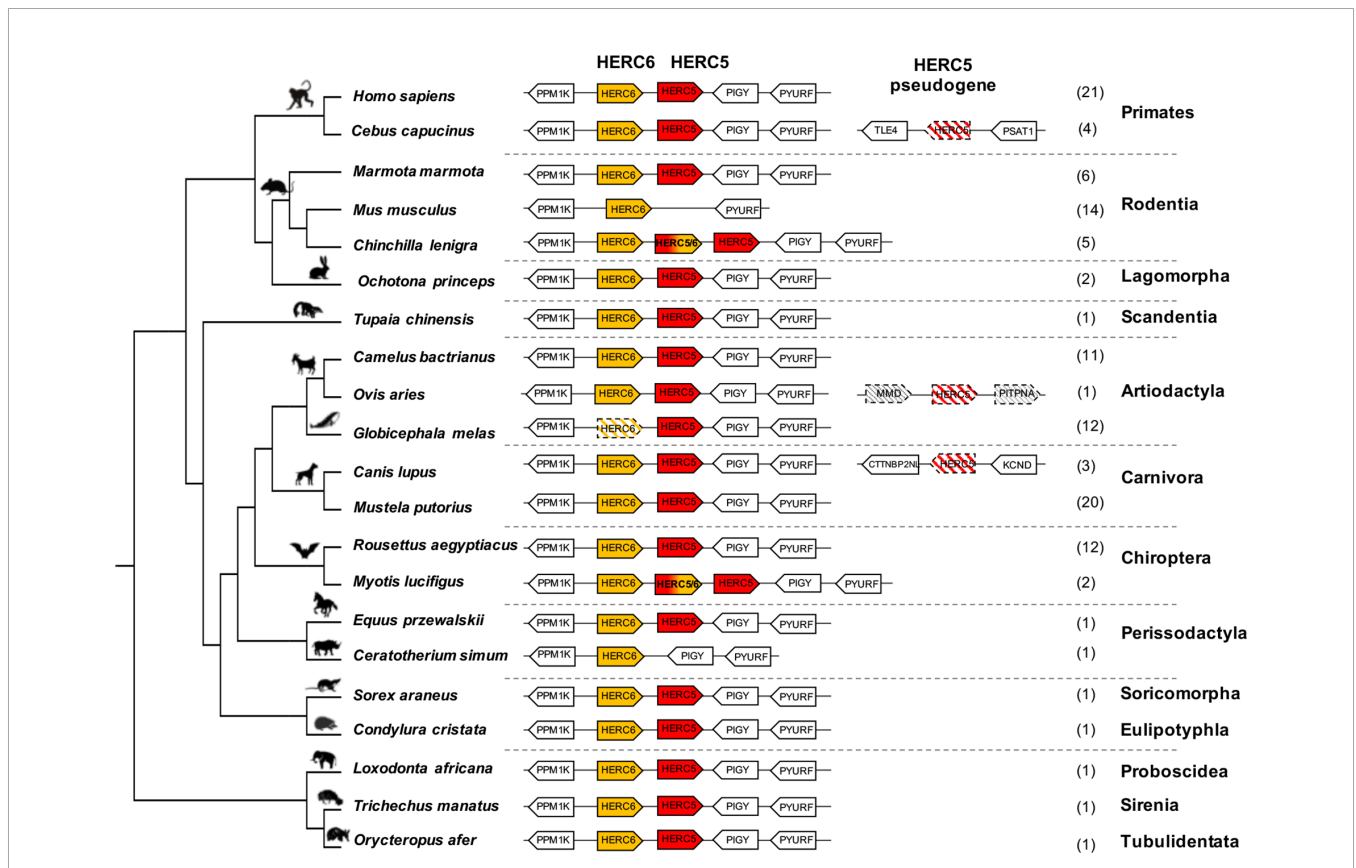 HERC6 HERC5 HERC5
pseudogene
Homo sapiens PPM1K HERC6 HERC5 PIGY PYURF (21)
Primates
Cebus capucinus PPM1K HERC6 HERC5 PIGY PYURF TLE4 HERC5 PSAT1 (4)
Marmota marmota PPM1K HERC6 HERC5 PIGY PYURF (6)
Mus musculus PPM1K HERC6 PYURF (14) Rodentia
Chinchilla lenigra PPM1K HERC6 HERC5/6 HERC5 PIGY PYURF (5)
Ochotona princeps PPM1K HERC6 HERC5 PIGY PYURF (2) Lagomorpha
Tupaia chinensis PPM1K HERC6 HERC5 PIGY PYURF (1) Scandentia
Camelus bactrianus PPM1K HERC6 HERC5 PIGY PYURF (11)
Ovis aries PPM1K HERC6 HERC5 PIGY PYURF MMD HERC5 PITPNA (1) Artiodactyla
Globicephala melas PPM1K HERC6 HERC5 PIGY PYURF (12)
Canis lupus PPM1K HERC6 HERC5 PIGY PYURF CTTNBP2NL HERC5 KCND (3)
Carnivora
Mustela putorius PPM1K HERC6 HERC5 PIGY PYURF (20)
Rousettus aegyptiacus PPM1K HERC6 HERC5 PIGY PYURF (12)
Chiroptera
Myotis lucifigus PPM1K HERC6 HERC5/6 HERC5 PIGY PYURF (2)
Equus przewalskii PPM1K HERC6 HERC5 PIGY PYURF (1)
Perissodactyla
Ceratotherium simum PPM1K HERC6 PIGY PYURF (1)
Sorex araneus PPM1K HERC6 HERC5 PIGY PYURF (1) Soricomorpha
Condylura cristata PPM1K HERC6 HERC5 PIGY PYURF (1) Eulipotyphla
Loxodonta africana PPM1K HERC6 HERC5 PIGY PYURF (1) Proboscidea
Trichechus manatus PPM1K HERC6 HERC5 PIGY PYURF (1) Sirenia
Orycteropus afer PPM1K HERC6 HERC5 PIGY PYURF (1) Tubulidentata